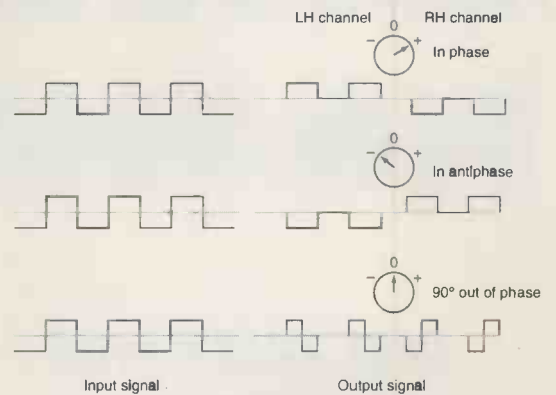 LH channel RH channel
0
- +
In phase
0
- +
In antiphase
0
- +
90° out of phase
Input signal Output signal